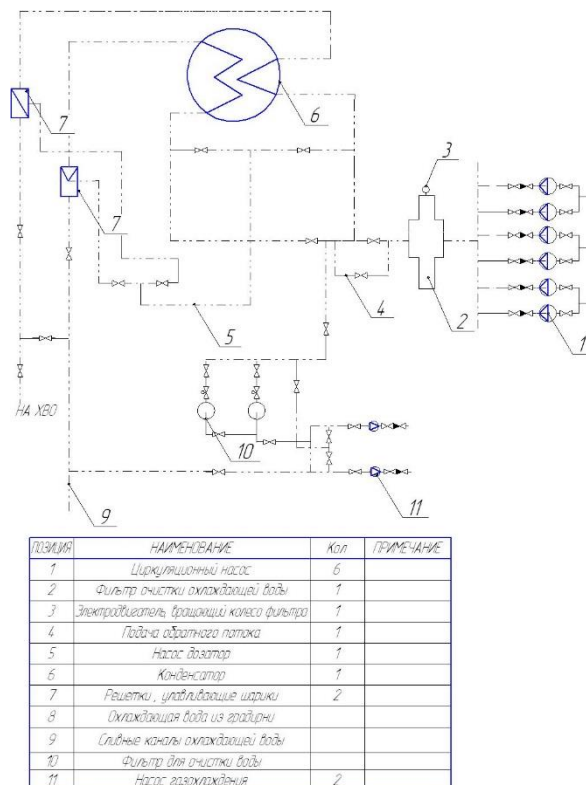 7
6
3
7
4
2
1
5
НА ХВО
10
9
11
ПОЗИЦИЯ НАИМЕНОВАНИЕ Кол ПРИМЕЧАНИЕ
1 Циркуляционный насос 6
2 Фильтр очистки охлаждающей воды 1
3 Электродвигатель, вращающий колесо фильтра 1
4 Подача обратного потока 1
5 Насос дозатор 1
6 Конденсатор 1
7 Решетки, улавливающие шарики 2
8 Охлаждающая вода из градирни
9 Сливные каналы охлаждающей воды
10 Фильтр для очистки воды
11 Насос газохлаждения 2